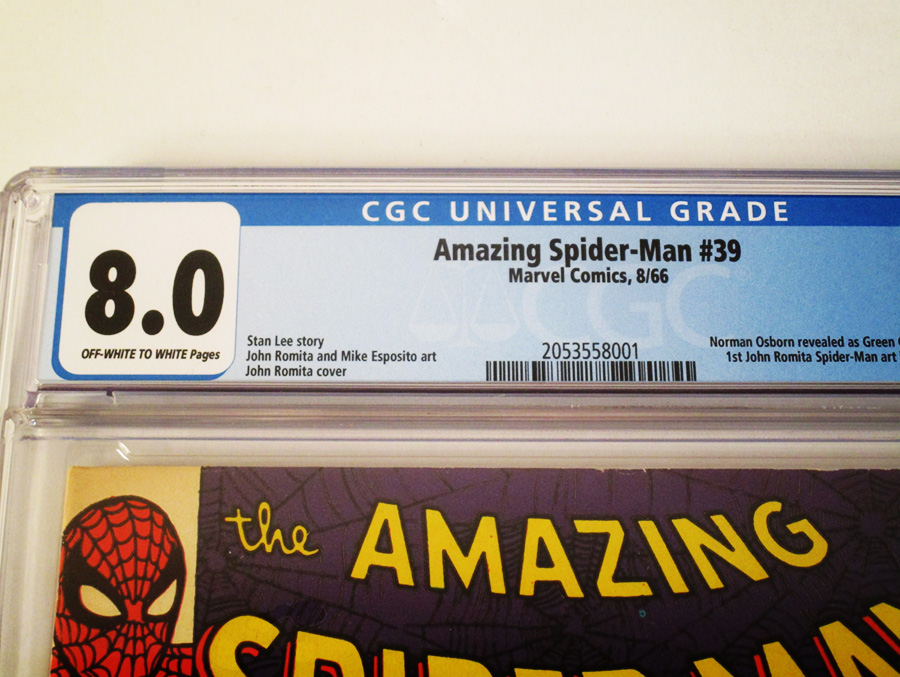 CGC UNIVERSAL GRADE
8.0
OFF-WHITE TO WHITE Pages
Amazing Spider-Man #39
Marvel Comics, 8/66
CGC
Stan Lee story
John Romita and Mike Esposito art
John Romita cover
2053558001
Norman Osborn revealed as Green
1st John Romita Spider-Man art
the AMAZING
SPIDER-MAN